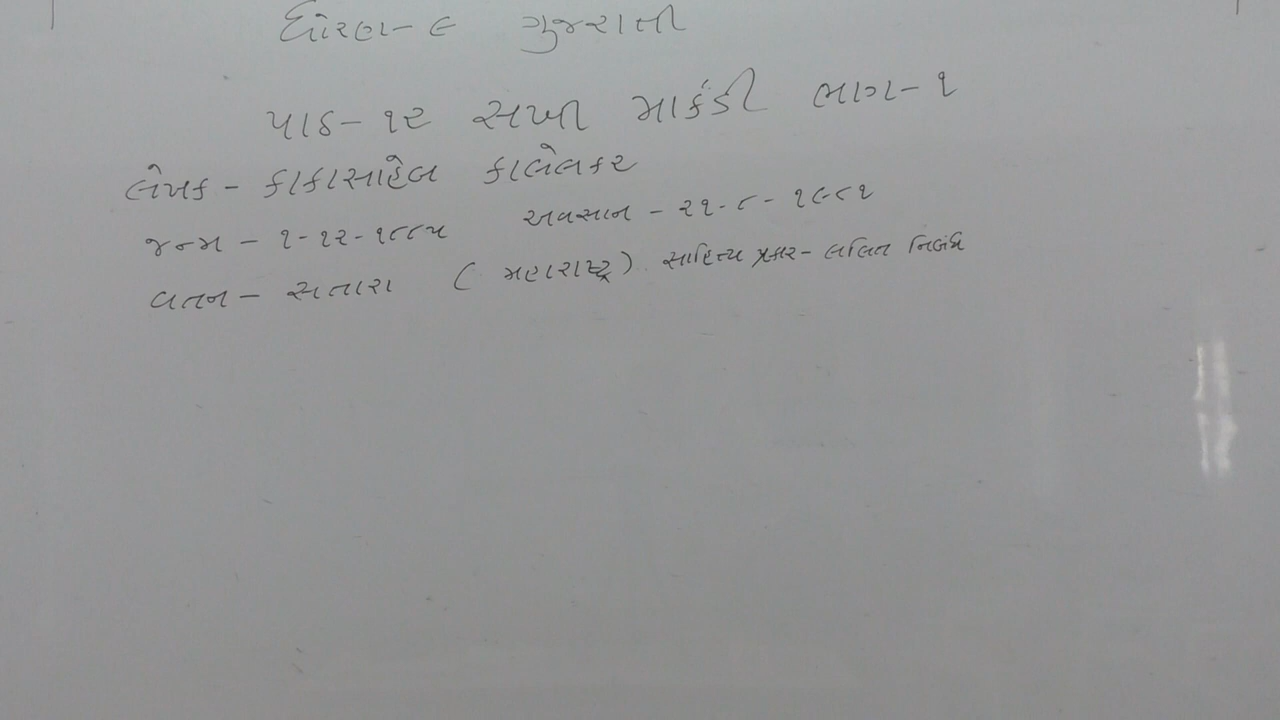 ધોરણ- ૯ ગુજરાતી
પાઠ- ૧૨ સખી માર્કંડી ભાગ- ૧
લેખક - કાકાસાહેબ કાલેલકર
જન્મ - ૧-૧૨-૧૮૮૫ અવસાન - ૨૧-૮-૧૯૮૧
વતન - સતારા ( મહારાષ્ટ્ર ) સાહિત્ય પ્રકાર- લલિત નિબંધ